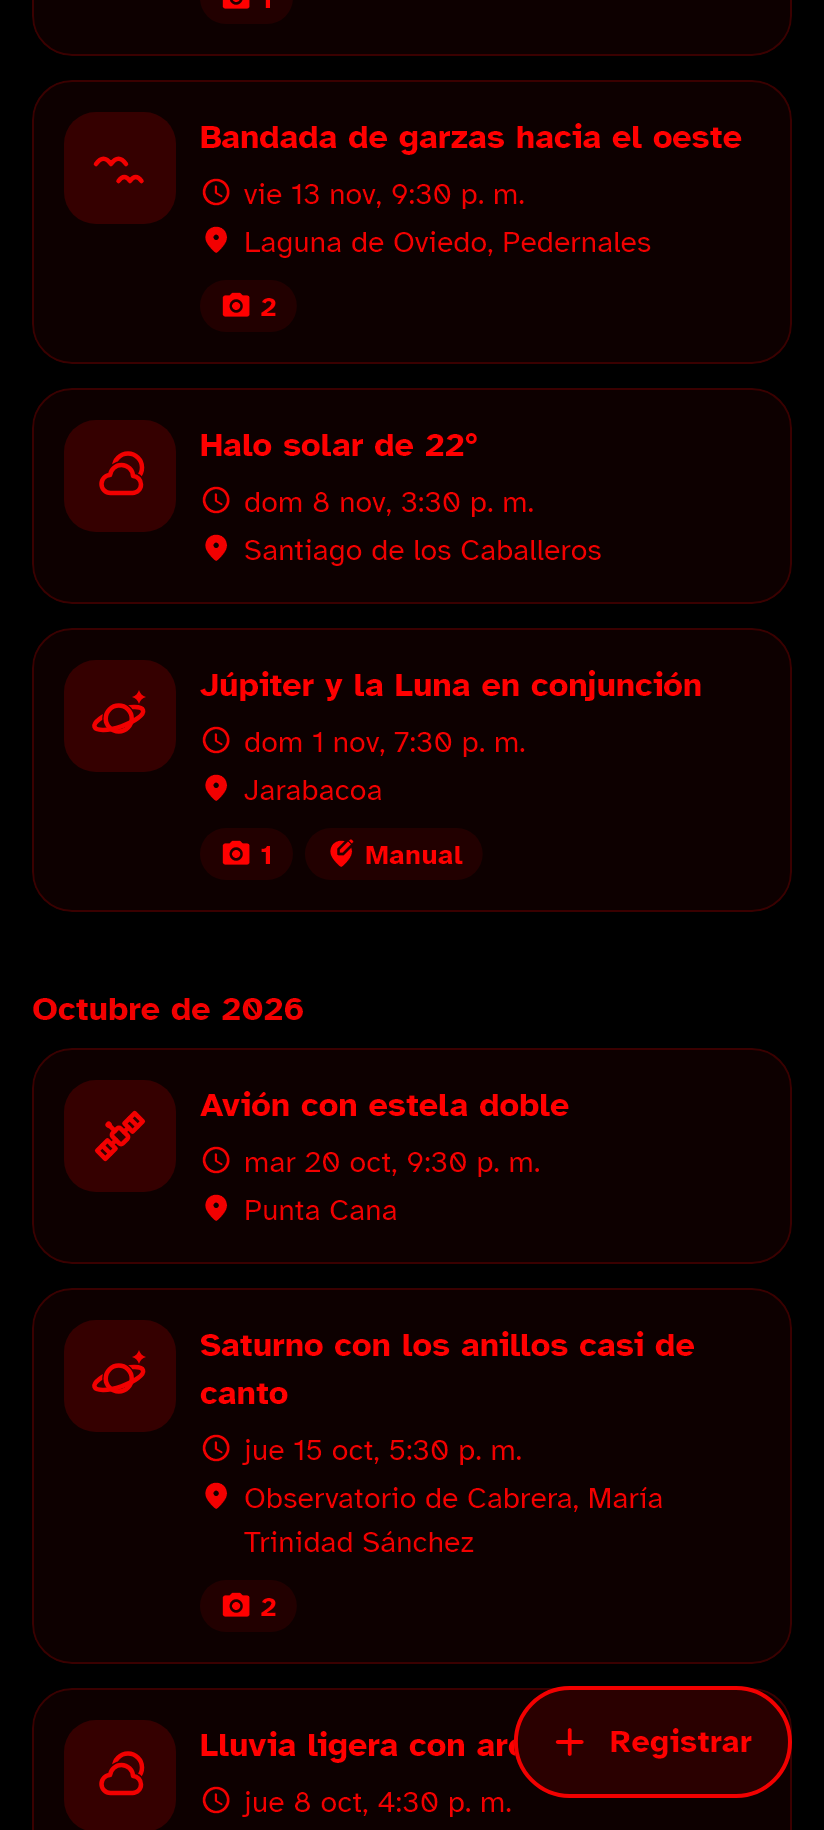 1
Bandada de garzas hacia el oeste
vie 13 nov, 9:30 p. m.
Laguna de Oviedo, Pedernales
2
Halo solar de 22°
dom 8 nov, 3:30 p. m.
Santiago de los Caballeros
Júpiter y la Luna en conjunción
dom 1 nov, 7:30 p. m.
Jarabacoa
1 Manual
Octubre de 2026
Avión con estela doble
mar 20 oct, 9:30 p. m.
Punta Cana
Saturno con los anillos casi de
canto
jue 15 oct, 5:30 p. m.
Observatorio de Cabrera, María
Trinidad Sánchez
2
Lluvia ligera con
Registrar
jue 8 oct, 4:30 p. m.